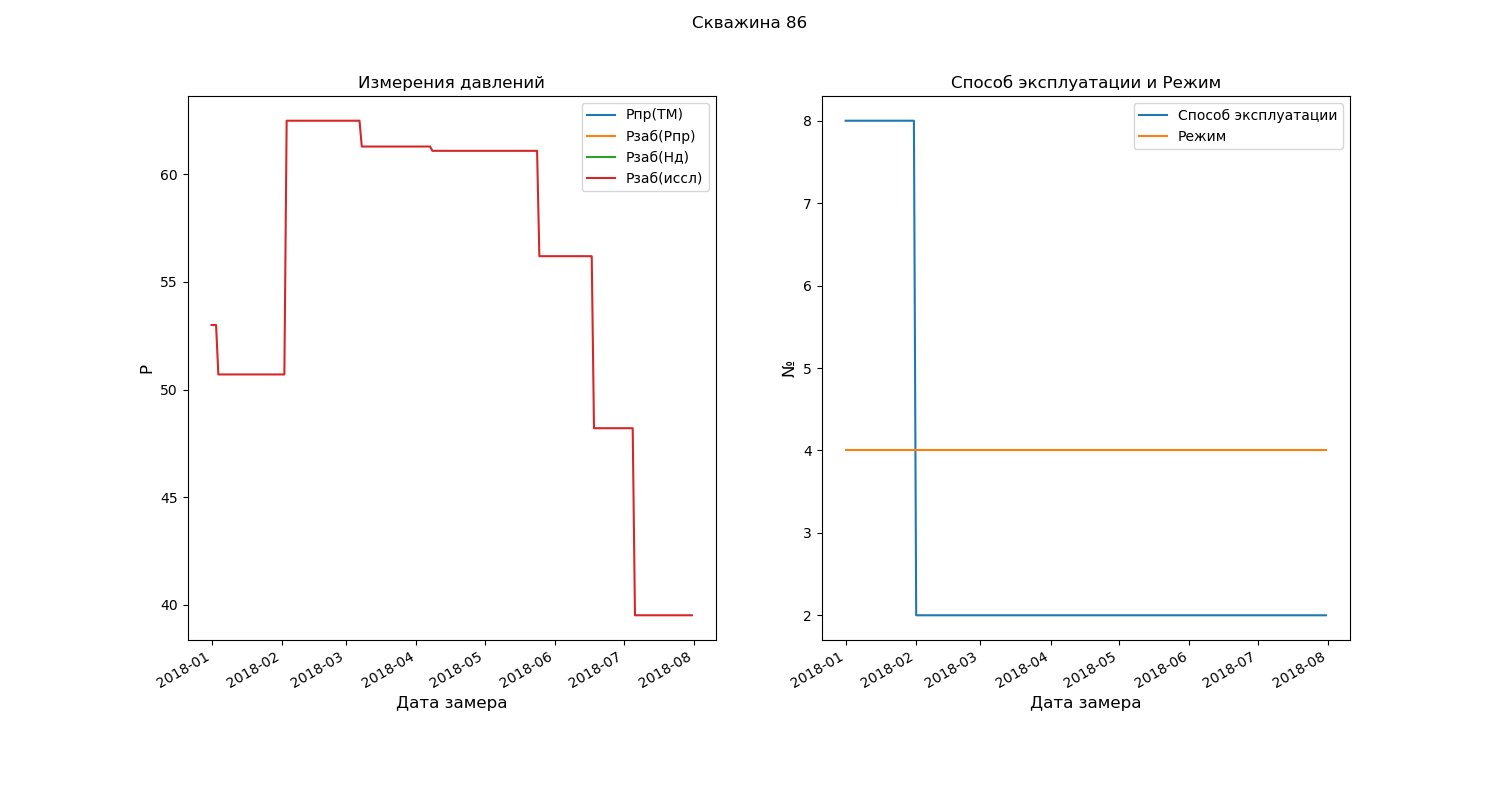 Скважина 86
Измерения давлений
Рпр(ТМ)
Рзаб(Рпр)
Рзаб(Нд)
Рзаб(иссл)
60
55
50
45
40
Р
2018-01
2018-02
2018-03
2018-04
2018-05
2018-06
2018-07
2018-08
Дата замера
Способ эксплуатации и Режим
Способ эксплуатации
Режим
8
7
6
5
4
3
2
№
2018-01
2018-02
2018-03
2018-04
2018-05
2018-06
2018-07
2018-08
Дата замера